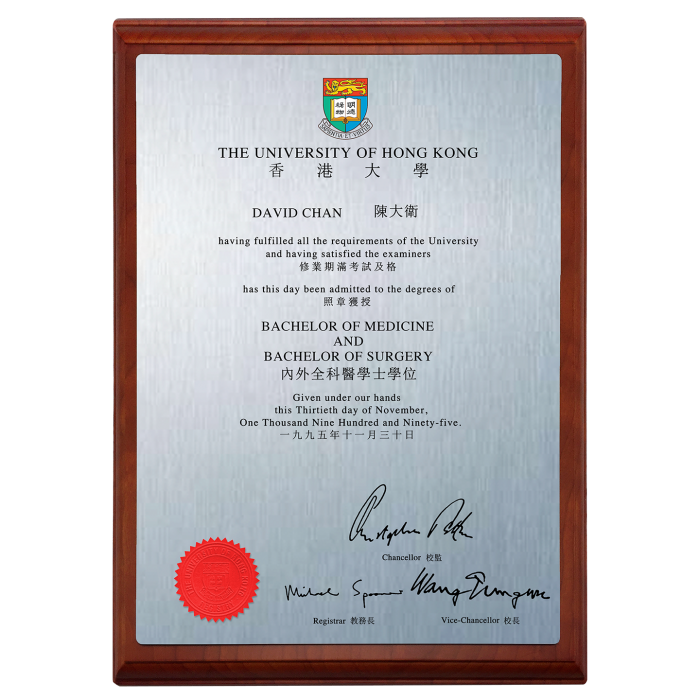 SAPIENTIA ET VIRTUS
THE UNIVERSITY OF HONG KONG
香港大學
DAVID CHAN 陳大衛
having fulfilled all the requirements of the University
and having satisfied the examiners
修業期滿考試及格
has this day been admitted to the degrees of
照章獲授
BACHELOR OF MEDICINE
AND
BACHELOR OF SURGERY
內外全科醫學士學位
Given under our hands
this Thirtieth day of November,
One Thousand Nine Hundred and Ninety-five.
一九九五年十一月三十日
Chancellor 校監
Registrar 教務長
Vice-Chancellor 校長